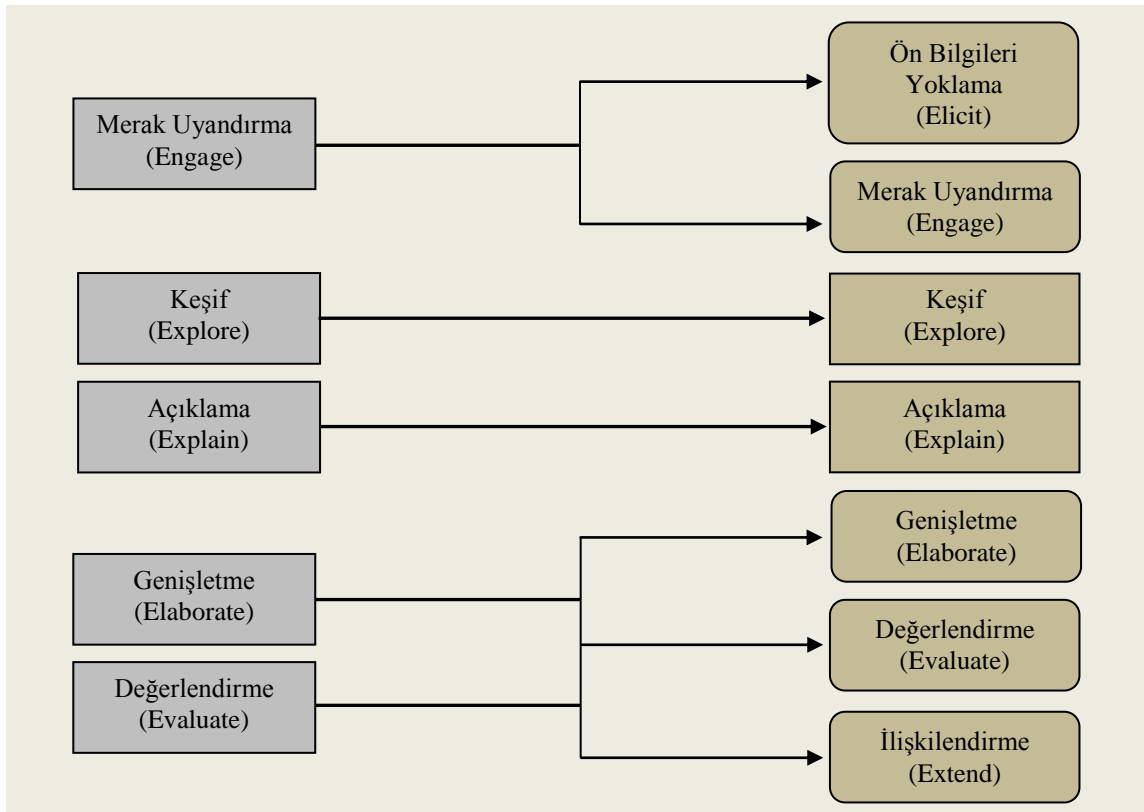 Merak Uyandırma
(Engage)
Ön Bilgileri
Yoklama
(Elicit)
Merak Uyandırma
(Engage)
Keşif
(Explore)
Keşif
(Explore)
Açıklama
(Explain)
Açıklama
(Explain)
Genişletme
(Elaborate)
Değerlendirme
(Evaluate)
Genişletme
(Elaborate)
Değerlendirme
(Evaluate)
İlişkilendirme
(Extend)